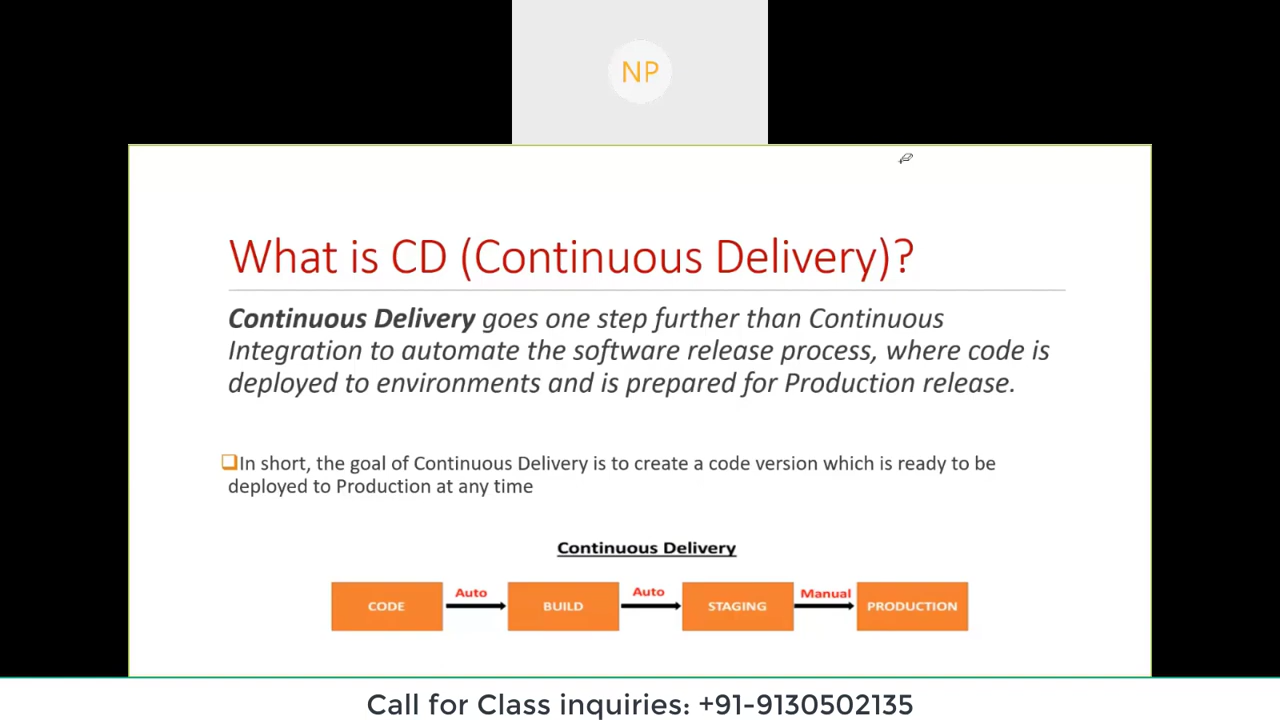 NP
What is CD (Continuous Delivery)?
Continuous Delivery goes one step further than Continuous
Integration to automate the software release process, where code is
deployed to environments and is prepared for Production release.
In short, the goal of Continuous Delivery is to create a code version which is ready to be
deployed to Production at any time
Continuous Delivery
CODE Auto BUILD Auto STAGING Manual PRODUCTION
Call for Class inquiries: +91-9130502135